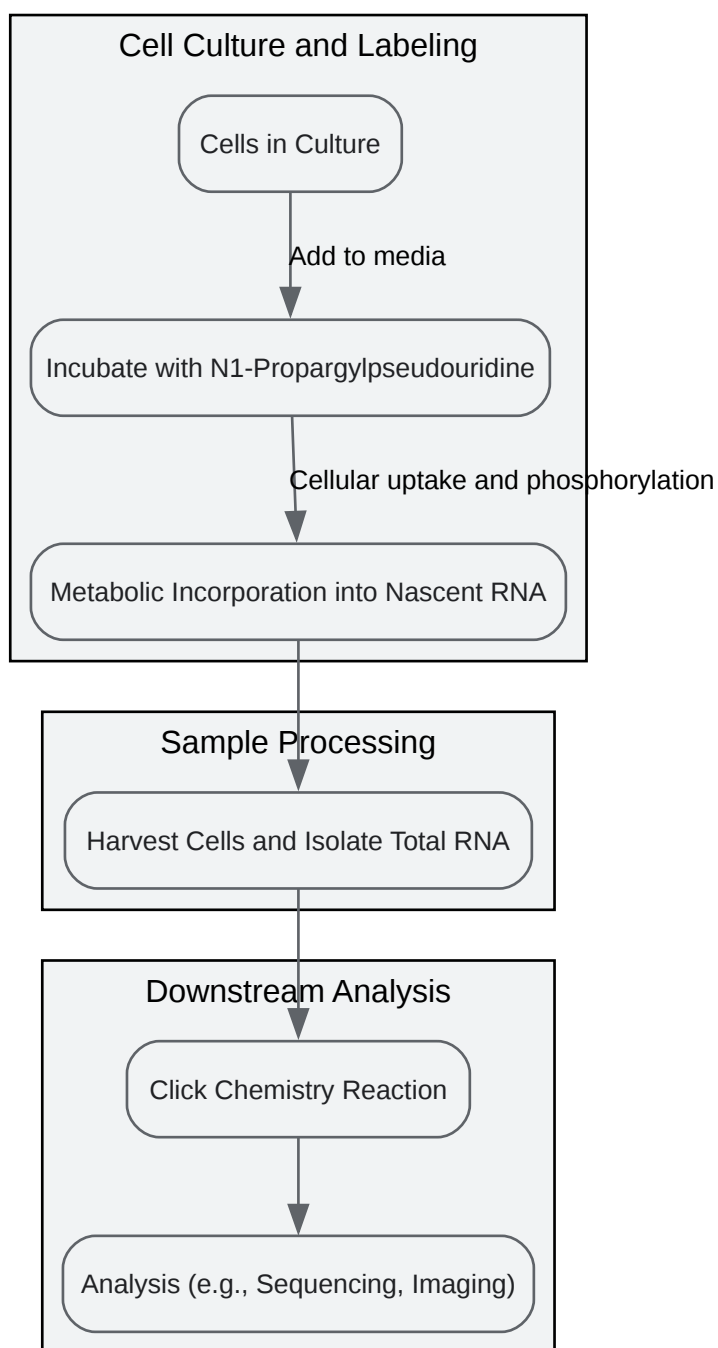 Cell Culture and Labeling
Cells in Culture
Add to media
Incubate with N1-Propargylpseudouridine
Cellular uptake and phosphorylation
Metabolic Incorporation into Nascent RNA
Sample Processing
Harvest Cells and Isolate Total RNA
Downstream Analysis
Click Chemistry Reaction
Analysis (e.g., Sequencing, Imaging)